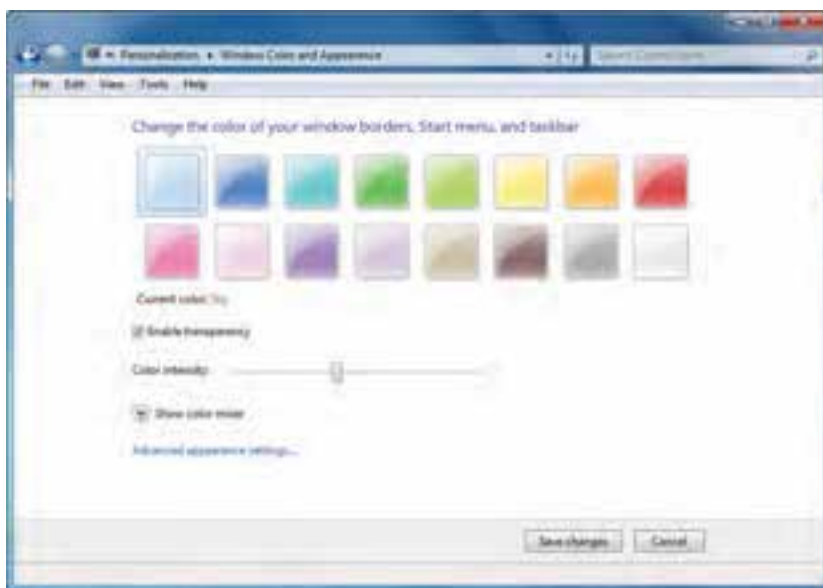 Personalization Window Color and Appearance
File Edit View Tools Help
Change the color of your window borders, Start menu, and taskbar
Current color: Sky
Enable transparency
Color intensity:
Show color mixer
Advanced appearance settings...
Save changes Cancel